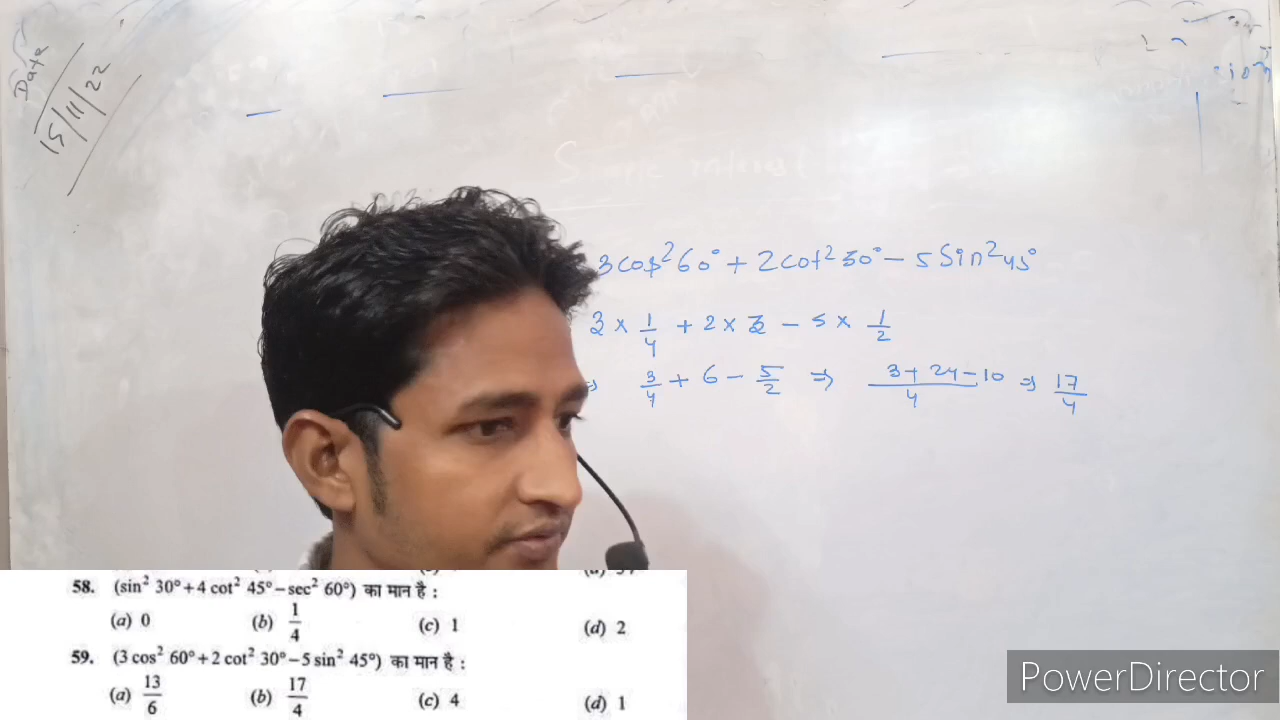 Date
15/11/22
3cos²60° + 2cot²30° − 5Sin²45°
3 × 1/4 + 2 × 3 − 5 × 1/2
⇒ 3/4 + 6 − 5/2 ⇒ (3 + 24 − 10)/4 ⇒ 17/4
58. (sin² 30° + 4 cot² 45° − sec² 60°) का मान है :
(a) 0 (b) 1/4 (c) 1 (d) 2
59. (3 cos² 60° + 2 cot² 30° − 5 sin² 45°) का मान है :
(a) 13/6 (b) 17/4 (c) 4 (d) 1
PowerDirector